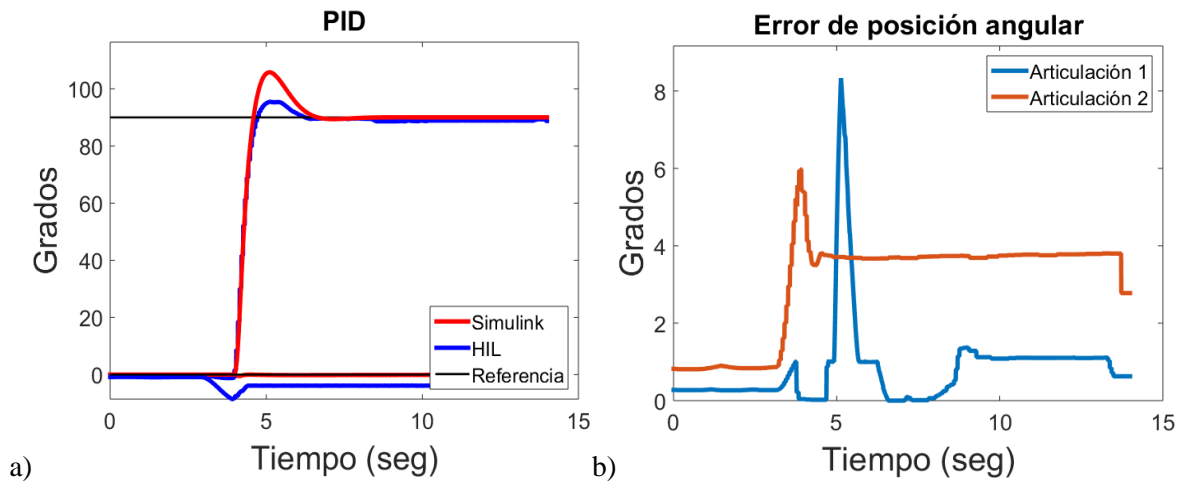 PID
100
80
60
40
20
0
0
5
10
15
Grados
Tiempo (seg)
Simulink
HIL
Referencia
a)
Error de posición angular
8
6
4
2
0
0
5
10
15
Grados
Tiempo (seg)
Articulación 1
Articulación 2
b)